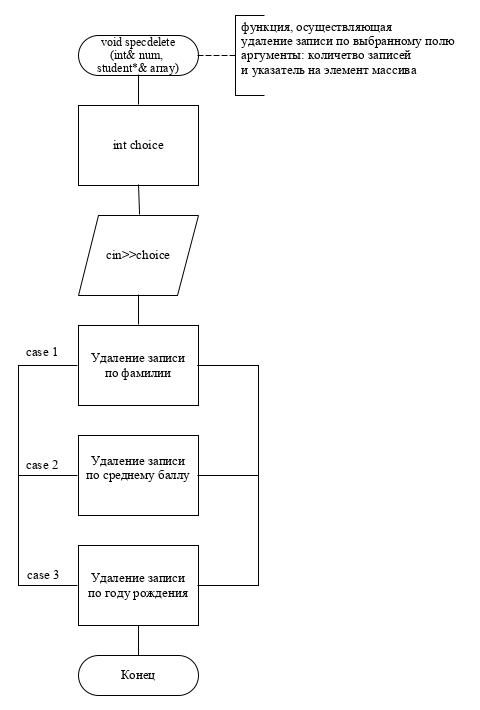 void specdelete
(int& num,
student*& array)
функция, осуществляющая
удаление записи по выбранному полю
аргументы: количетво записей
и указатель на элемент массива
int choice
cin>>choice
case 1
Удаление записи
по фамилии
case 2
Удаление записи
по среднему баллу
case 3
Удаление записи
по году рождения
Конец